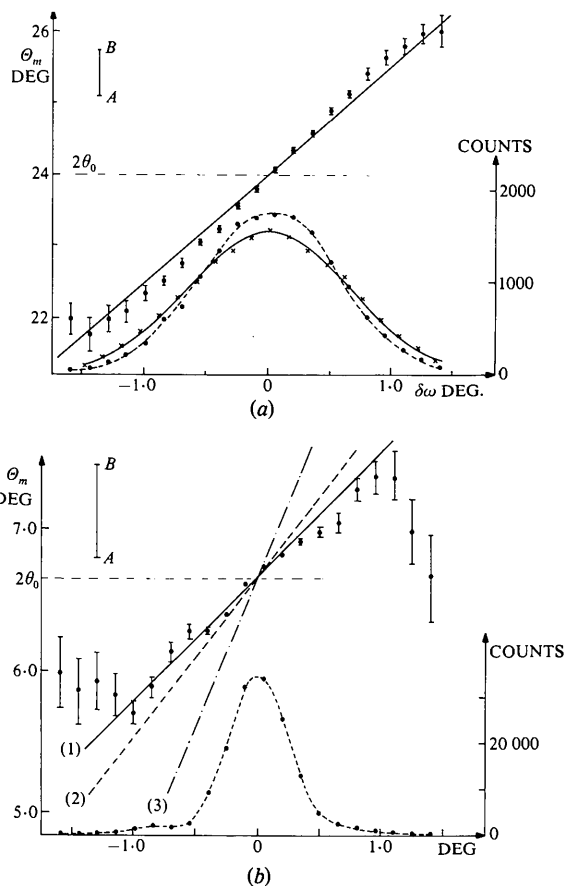 26
Θm
DEG
B
A
24
2θ0
COUNTS
2000
1000
22
0
−1·0
0
1·0
δω DEG.
(a)
Θm
DEG
B
A
7·0
2θ0
6·0
COUNTS
(1)
20 000
(2)
(3)
5·0
0
−1·0
0
1·0
DEG
(b)